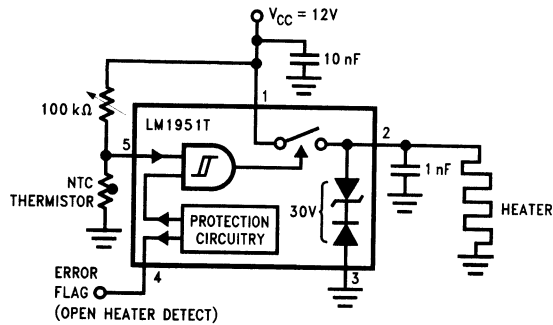 V_CC = 12V
10 nF
100 kΩ
1
LM1951T
2
5
1 nF
NTC
THERMISTOR
30V
HEATER
PROTECTION
CIRCUITRY
ERROR
FLAG
(OPEN HEATER DETECT)
4
3